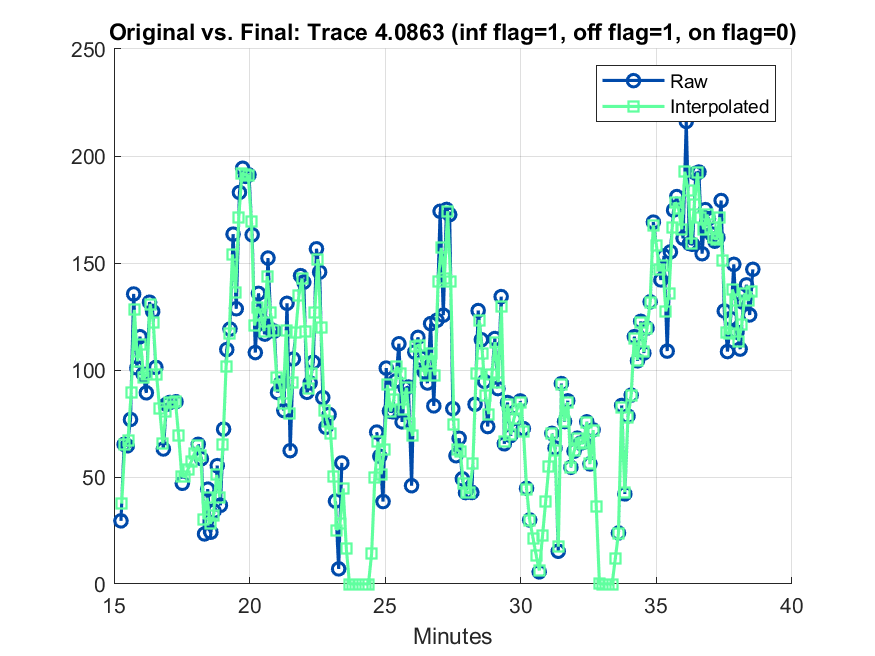 Original vs. Final: Trace 4.0863 (inf flag=1, off flag=1, on flag=0)
250
200
150
100
50
0
Raw
Interpolated
15 20 25 30 35 40
Minutes